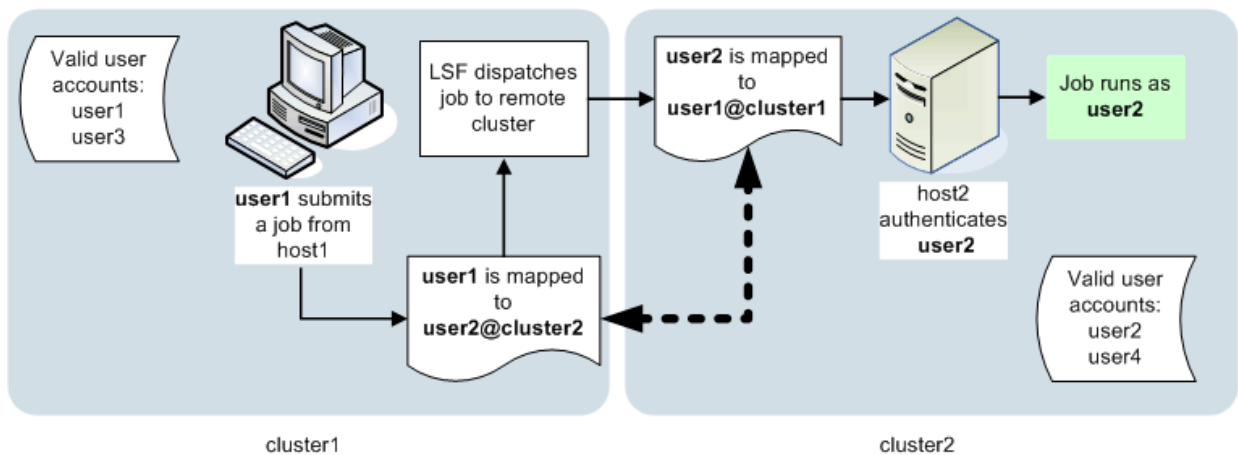 Valid user
accounts:
user1
user3
user1 submits
a job from
host1
user1 is mapped
to
user2@cluster2
LSF dispatches
job to remote
cluster
user2 is mapped
to
user1@cluster1
host2
authenticates
user2
Job runs as
user2
Valid user
accounts:
user2
user4
cluster1
cluster2